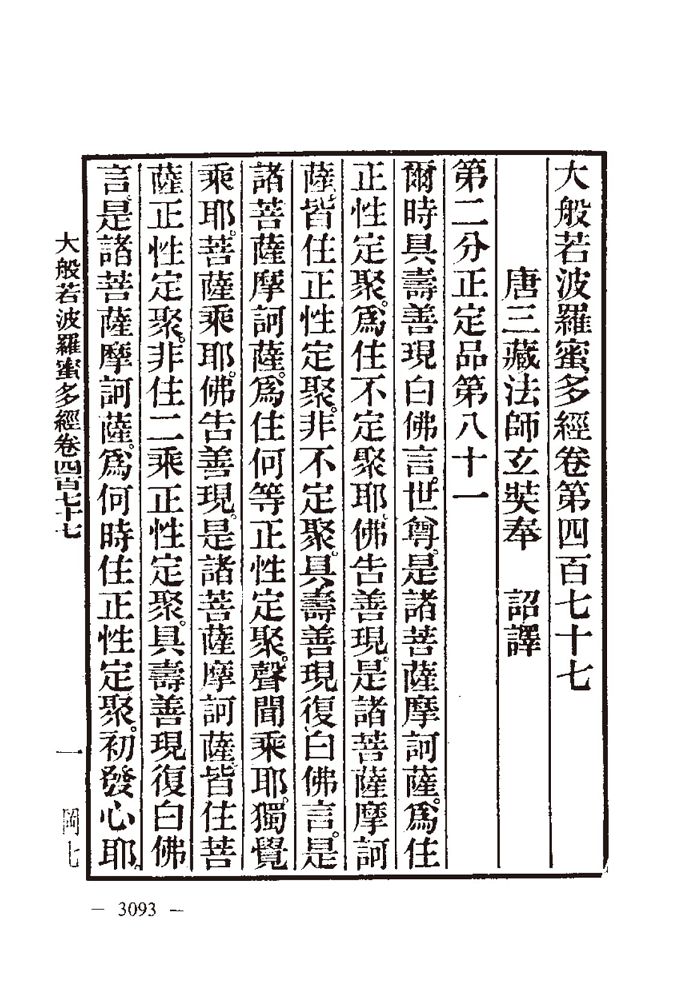 大般若波羅蜜多經卷第四百七十七
唐三藏法師玄奘奉　詔譯
第二分正定品第八十一
爾時具壽善現白佛言。世尊。是諸菩薩摩訶薩。爲住
正性定聚。爲住不定聚耶。佛告善現。是諸菩薩摩訶
薩。皆住正性定聚。非不定聚。具壽善現復白佛言。是
諸菩薩摩訶薩。爲住何等正性定聚。聲聞乘耶。獨覺
乘耶。菩薩乘耶。佛告善現。是諸菩薩摩訶薩。皆住菩
薩正性定聚。非住二乘正性定聚。具壽善現復白佛
言。是諸菩薩摩訶薩。爲何時住正性定聚。初發心耶。
大般若波羅蜜多經卷四百七十七
一
岡七
— 3093 —